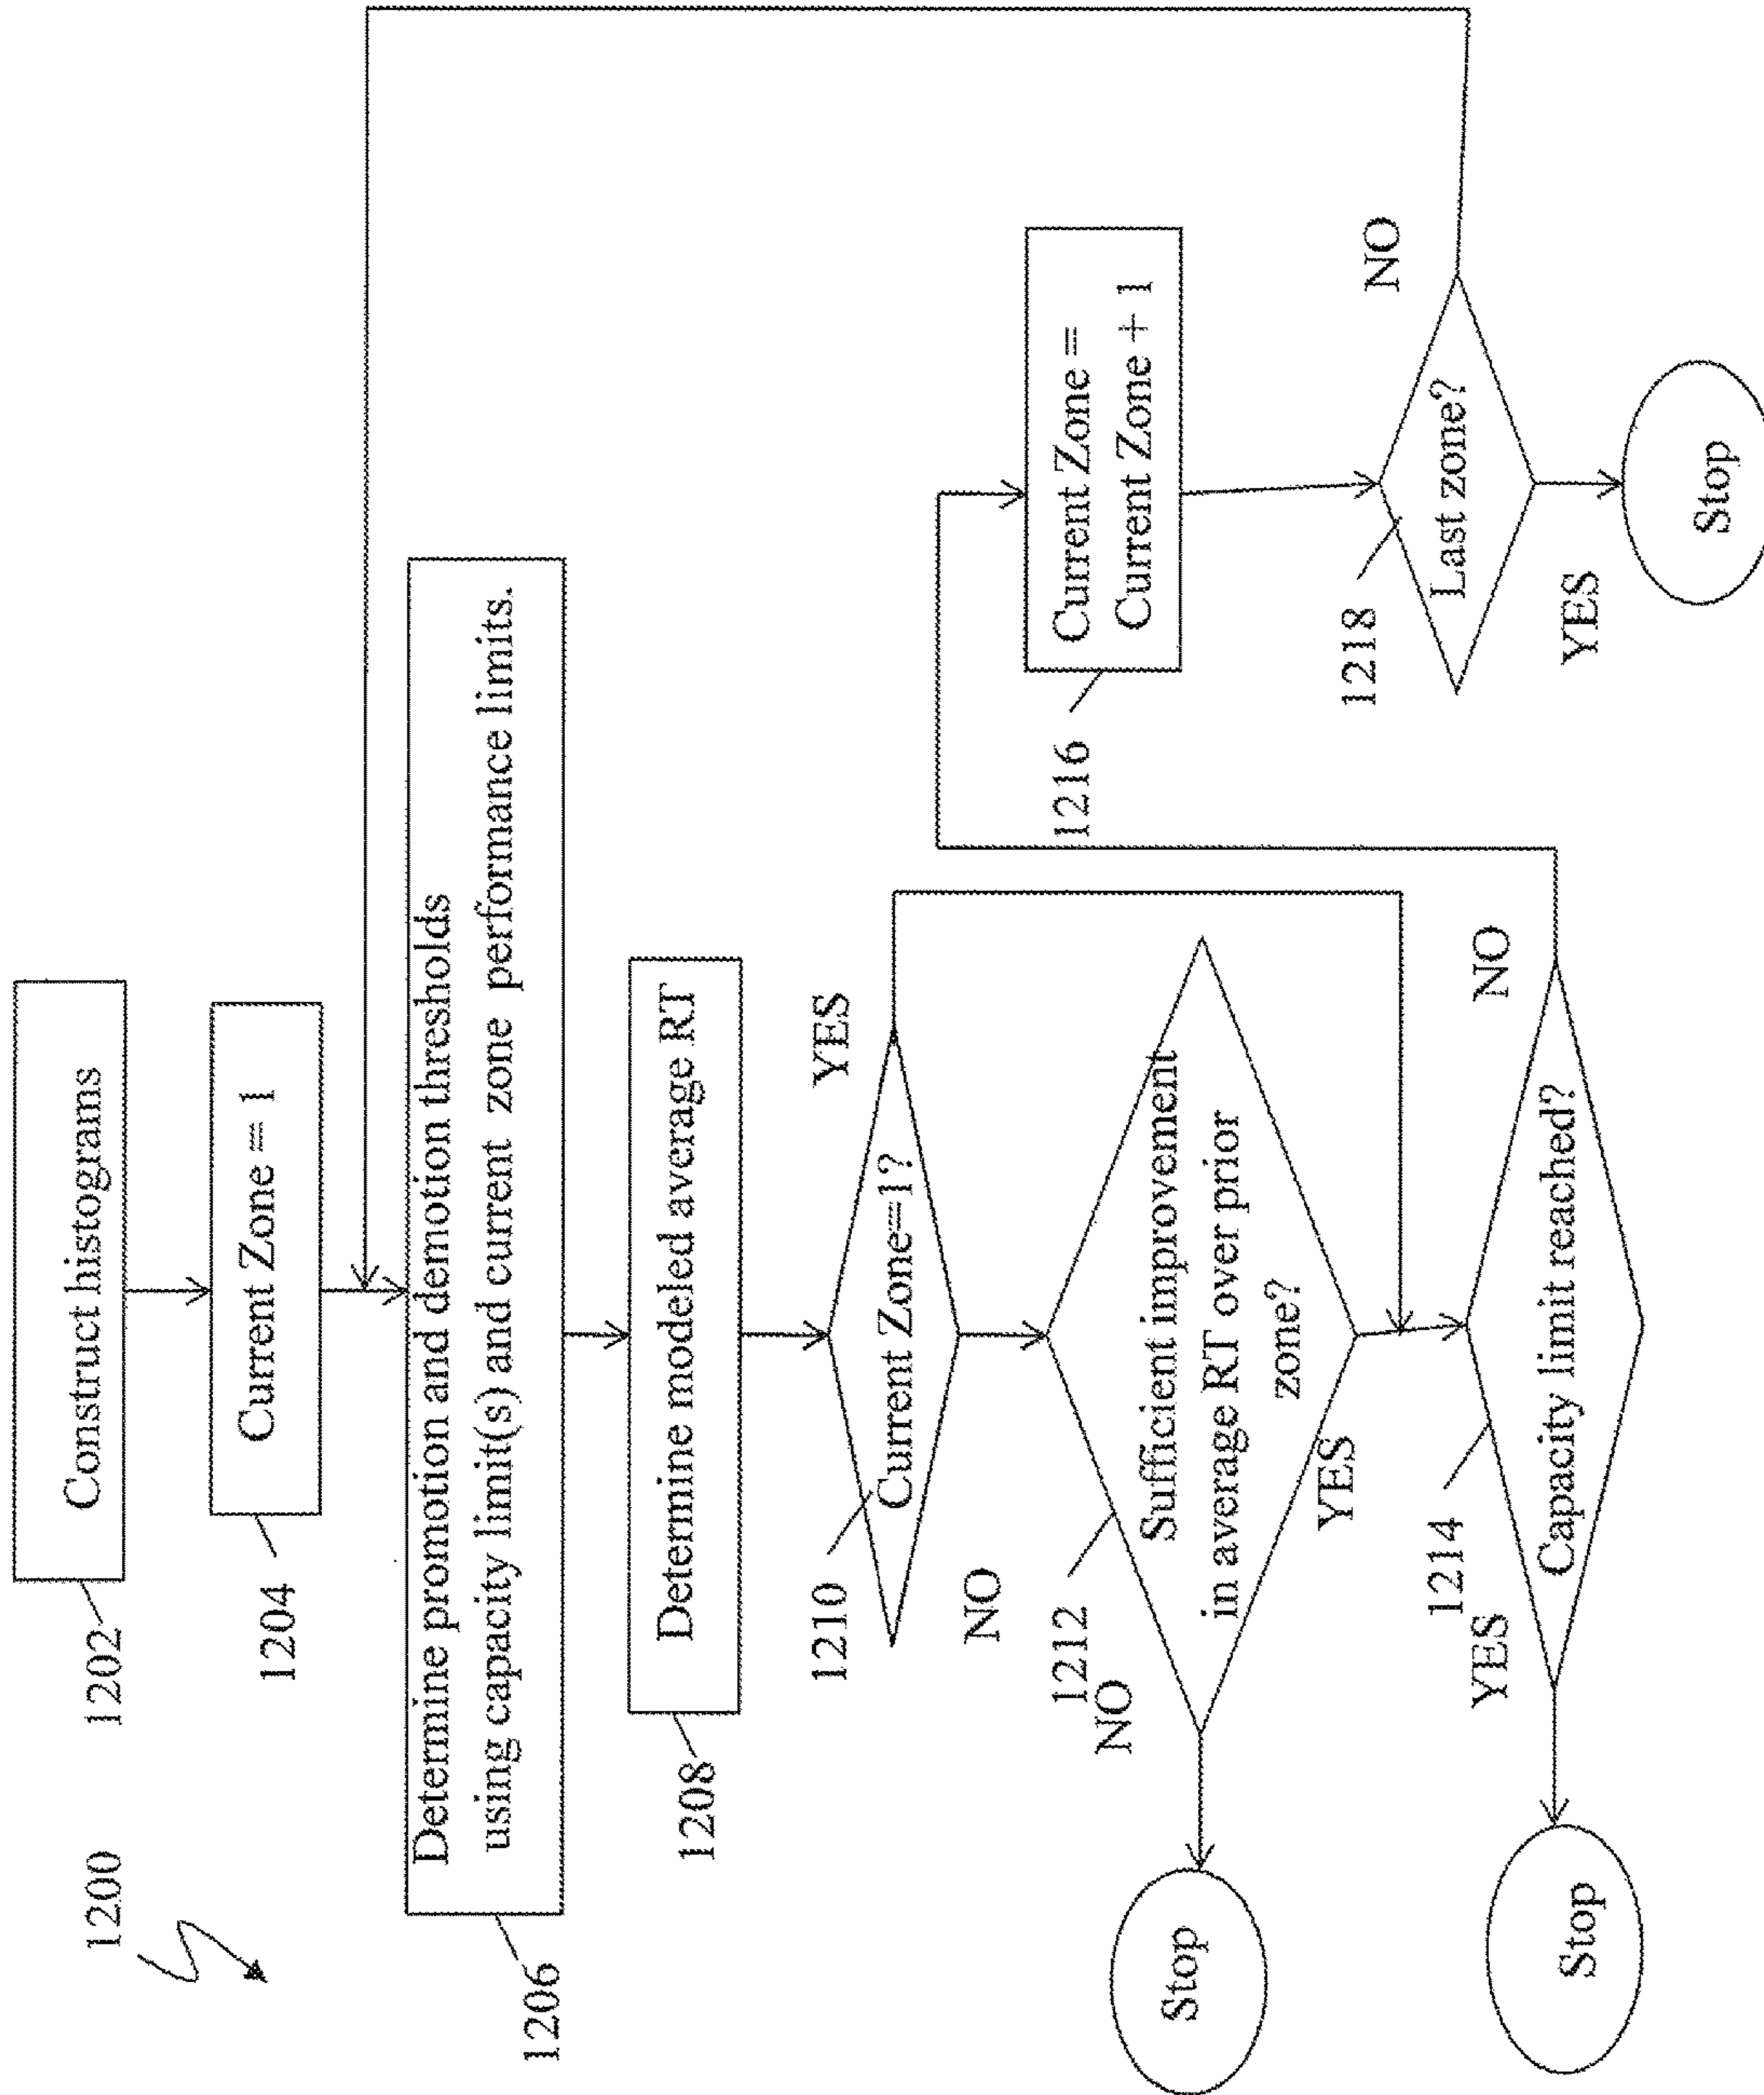 1200
1202
Construct histograms
1204
Current Zone = 1
1206
Determine promotion and demotion thresholds
using capacity limit(s) and current zone performance limits.
1208
Determine modeled average RT
1210
Current Zone=1?
YES
NO
1212
Sufficient improvement
in average RT over prior
zone?
NO
Stop
YES
1214
Capacity limit reached?
YES
Stop
NO
1216
Current Zone =
Current Zone + 1
1218
Last zone?
NO
YES
Stop